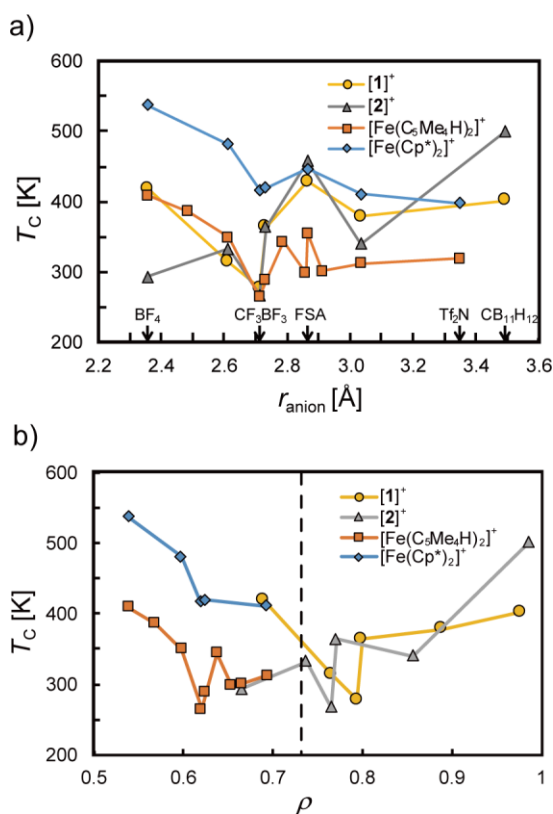 a)
600
500
400
300
200
T_C [K]
[1]⁺
[2]⁺
[Fe(C₅Me₄H)₂]⁺
[Fe(Cp*)₂]⁺
BF₄ CF₃BF₃ FSA Tf₂N CB₁₁H₁₂
2.2 2.4 2.6 2.8 3.0 3.2 3.4 3.6
r_anion [Å]
b)
600
500
400
300
200
T_C [K]
[1]⁺
[2]⁺
[Fe(C₅Me₄H)₂]⁺
[Fe(Cp*)₂]⁺
0.5 0.6 0.7 0.8 0.9 1
ρ